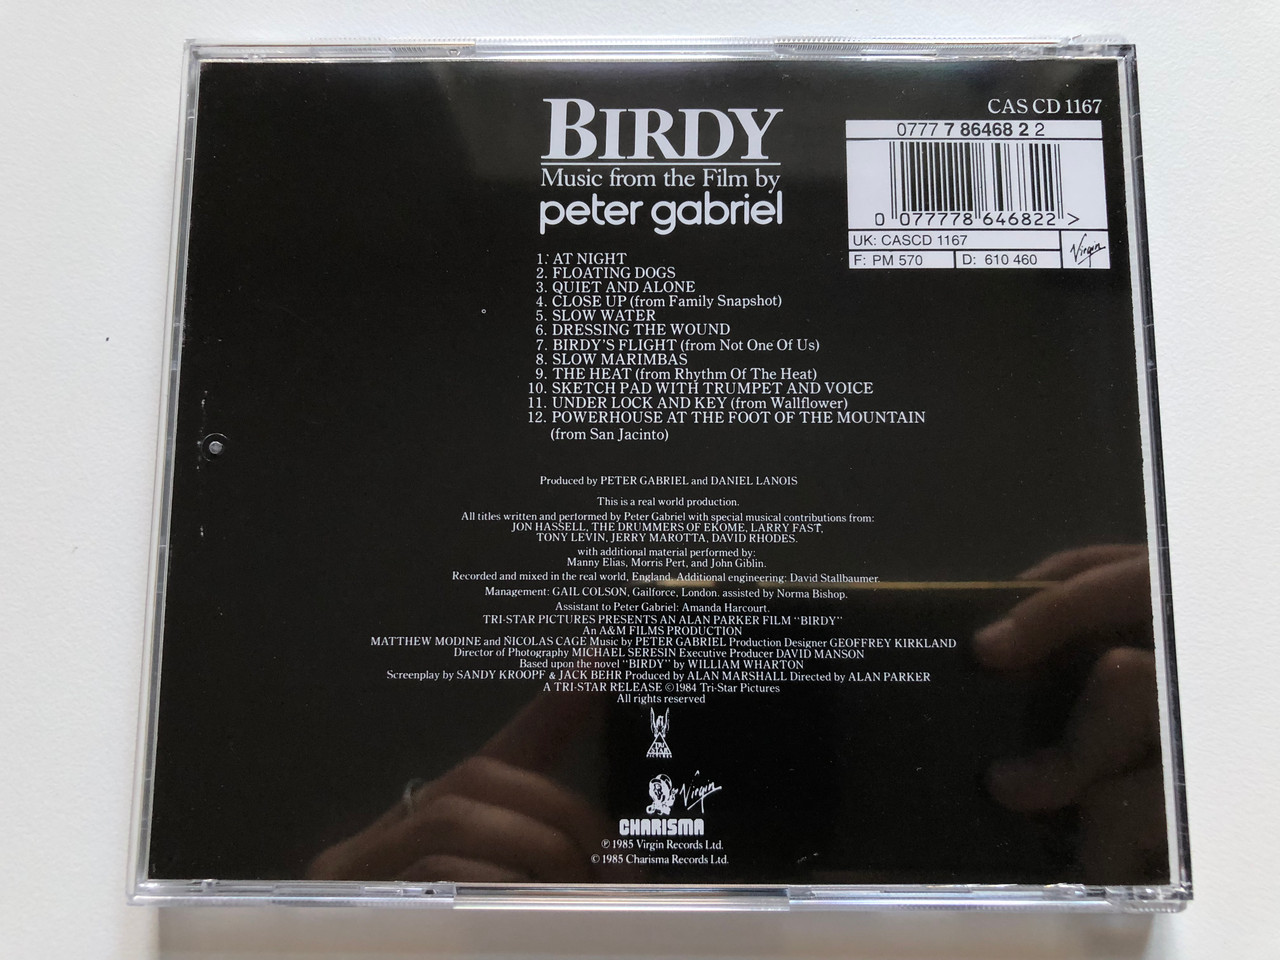 BIRDY
Music from the Film by
peter gabriel
CAS CD 1167
0777 7 86468 2 2
0 077778 646822 >
UK: CASCD 1167
F: PM 570
D: 610 460
Virgin
1. AT NIGHT
2. FLOATING DOGS
3. QUIET AND ALONE
4. CLOSE UP (from Family Snapshot)
5. SLOW WATER
6. DRESSING THE WOUND
7. BIRDY'S FLIGHT (from Not One Of Us)
8. SLOW MARIMBAS
9. THE HEAT (from Rhythm Of The Heat)
10. SKETCH PAD WITH TRUMPET AND VOICE
11. UNDER LOCK AND KEY (from Wallflower)
12. POWERHOUSE AT THE FOOT OF THE MOUNTAIN
(from San Jacinto)
Produced by PETER GABRIEL and DANIEL LANOIS
This is a real world production.
All titles written and performed by Peter Gabriel with special musical contributions from:
JON HASSELL, THE DRUMMERS OF EKOME, LARRY FAST,
TONY LEVIN, JERRY MAROTTA, DAVID RHODES.
with additional material performed by:
Manny Elias, Morris Pert, and John Giblin.
Recorded and mixed in the real world, England. Additional engineering: David Stallbaumer.
Management: GAIL COLSON, Gailforce, London. assisted by Norma Bishop.
Assistant to Peter Gabriel: Amanda Harcourt.
TRI-STAR PICTURES PRESENTS AN ALAN PARKER FILM "BIRDY"
An A&M FILMS PRODUCTION
MATTHEW MODINE and NICOLAS CAGE Music by PETER GABRIEL Production Designer GEOFFREY KIRKLAND
Director of Photography MICHAEL SERESIN Executive Producer DAVID MANSON
Based upon the novel "BIRDY" by WILLIAM WHARTON
Screenplay by SANDY KROOPF & JACK BEHR Produced by ALAN MARSHALL Directed by ALAN PARKER
A TRI-STAR RELEASE ©1984 Tri-Star Pictures
All rights reserved
TRI
STAR
PICTURES
Virgin
CHARISMA
℗ 1985 Virgin Records Ltd.
© 1985 Charisma Records Ltd.